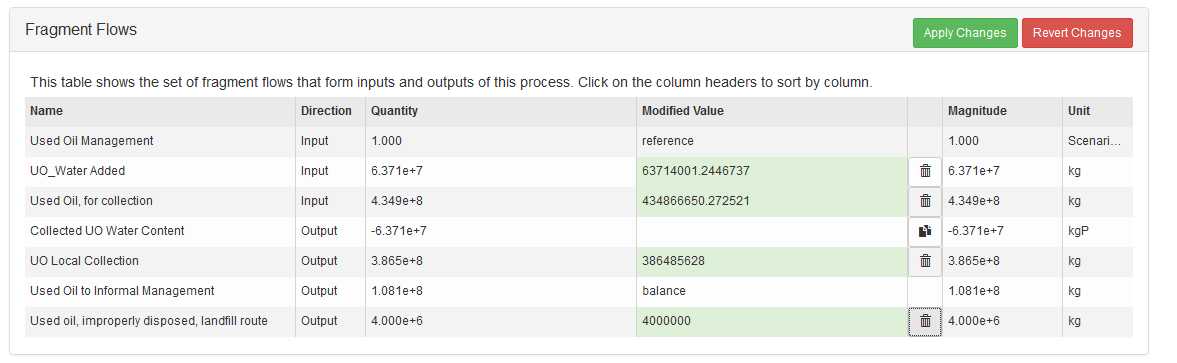 Fragment Flows
Apply Changes Revert Changes
This table shows the set of fragment flows that form inputs and outputs of this process. Click on the column headers to sort by column.
Name Direction Quantity Modified Value Magnitude Unit
Used Oil Management Input 1.000 reference 1.000 Scenari...
UO_Water Added Input 6.371e+7 63714001.2446737 6.371e+7 kg
Used Oil, for collection Input 4.349e+8 434866650.272521 4.349e+8 kg
Collected UO Water Content Output -6.371e+7 -6.371e+7 kgP
UO Local Collection Output 3.865e+8 386485628 3.865e+8 kg
Used Oil to Informal Management Output 1.081e+8 balance 1.081e+8 kg
Used oil, improperly disposed, landfill route Output 4.000e+6 4000000 4.000e+6 kg